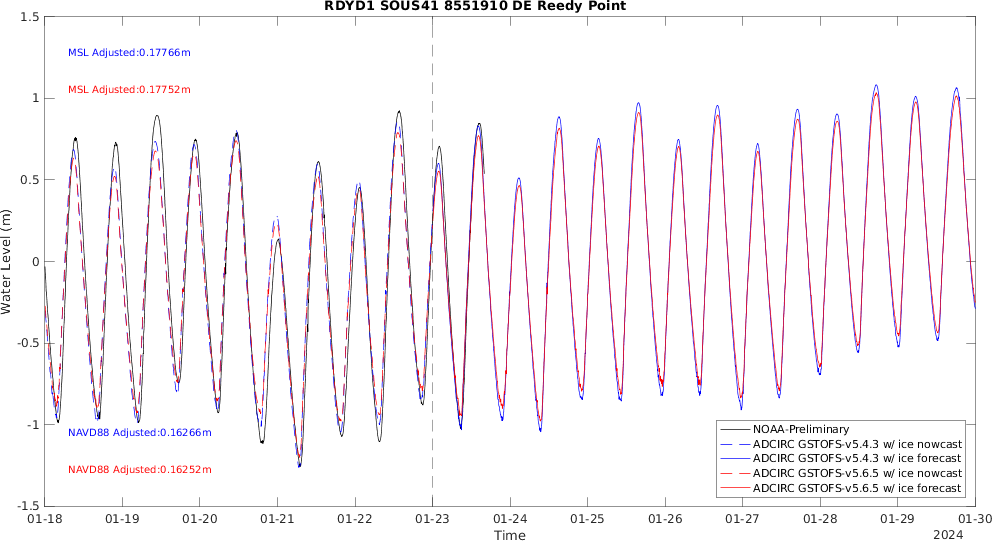 RDYD1 SOUS41 8551910 DE Reedy Point
1.5
1
0.5
0
-0.5
-1
-1.5
Water Level (m)
MSL Adjusted:0.17766m
MSL Adjusted:0.17752m
NAVD88 Adjusted:0.16266m
NAVD88 Adjusted:0.16252m
NOAA-Preliminary
ADCIRC GSTOFS-v5.4.3 w/ ice nowcast
ADCIRC GSTOFS-v5.4.3 w/ ice forecast
ADCIRC GSTOFS-v5.6.5 w/ ice nowcast
ADCIRC GSTOFS-v5.6.5 w/ ice forecast
01-18 01-19 01-20 01-21 01-22 01-23 01-24 01-25 01-26 01-27 01-28 01-29 01-30
Time
2024